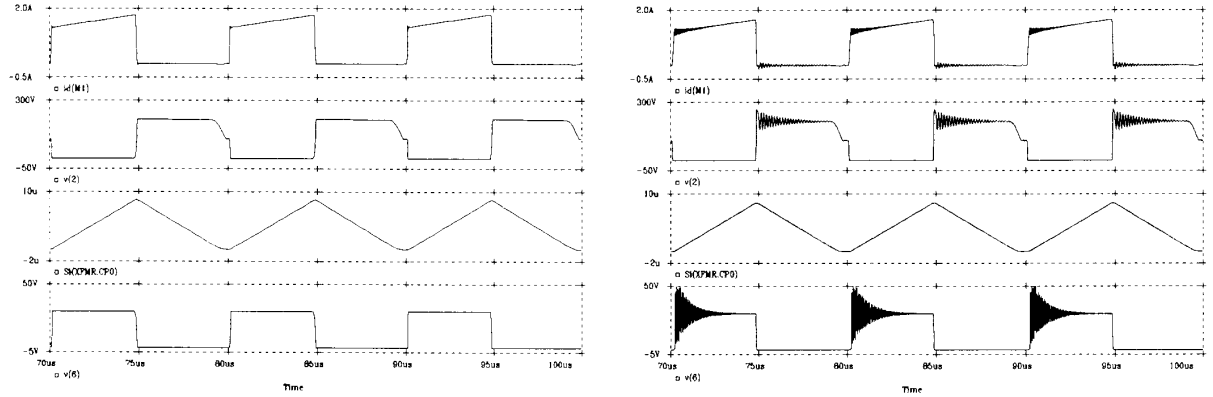 2.0A
-0.5A
□ id(M1)
300V
-50V
□ v(2)
10u
-2u
□ S(XFMR.CP0)
50V
-5V
70us 75us 80us 85us 90us 95us 100us
□ v(6)
Time
2.0A
-0.5A
□ id(M1)
300V
-50V
□ v(2)
10u
-2u
□ S(XFMR.CP0)
50V
-5V
70us 75us 80us 85us 90us 95us 100us
□ v(6)
Time